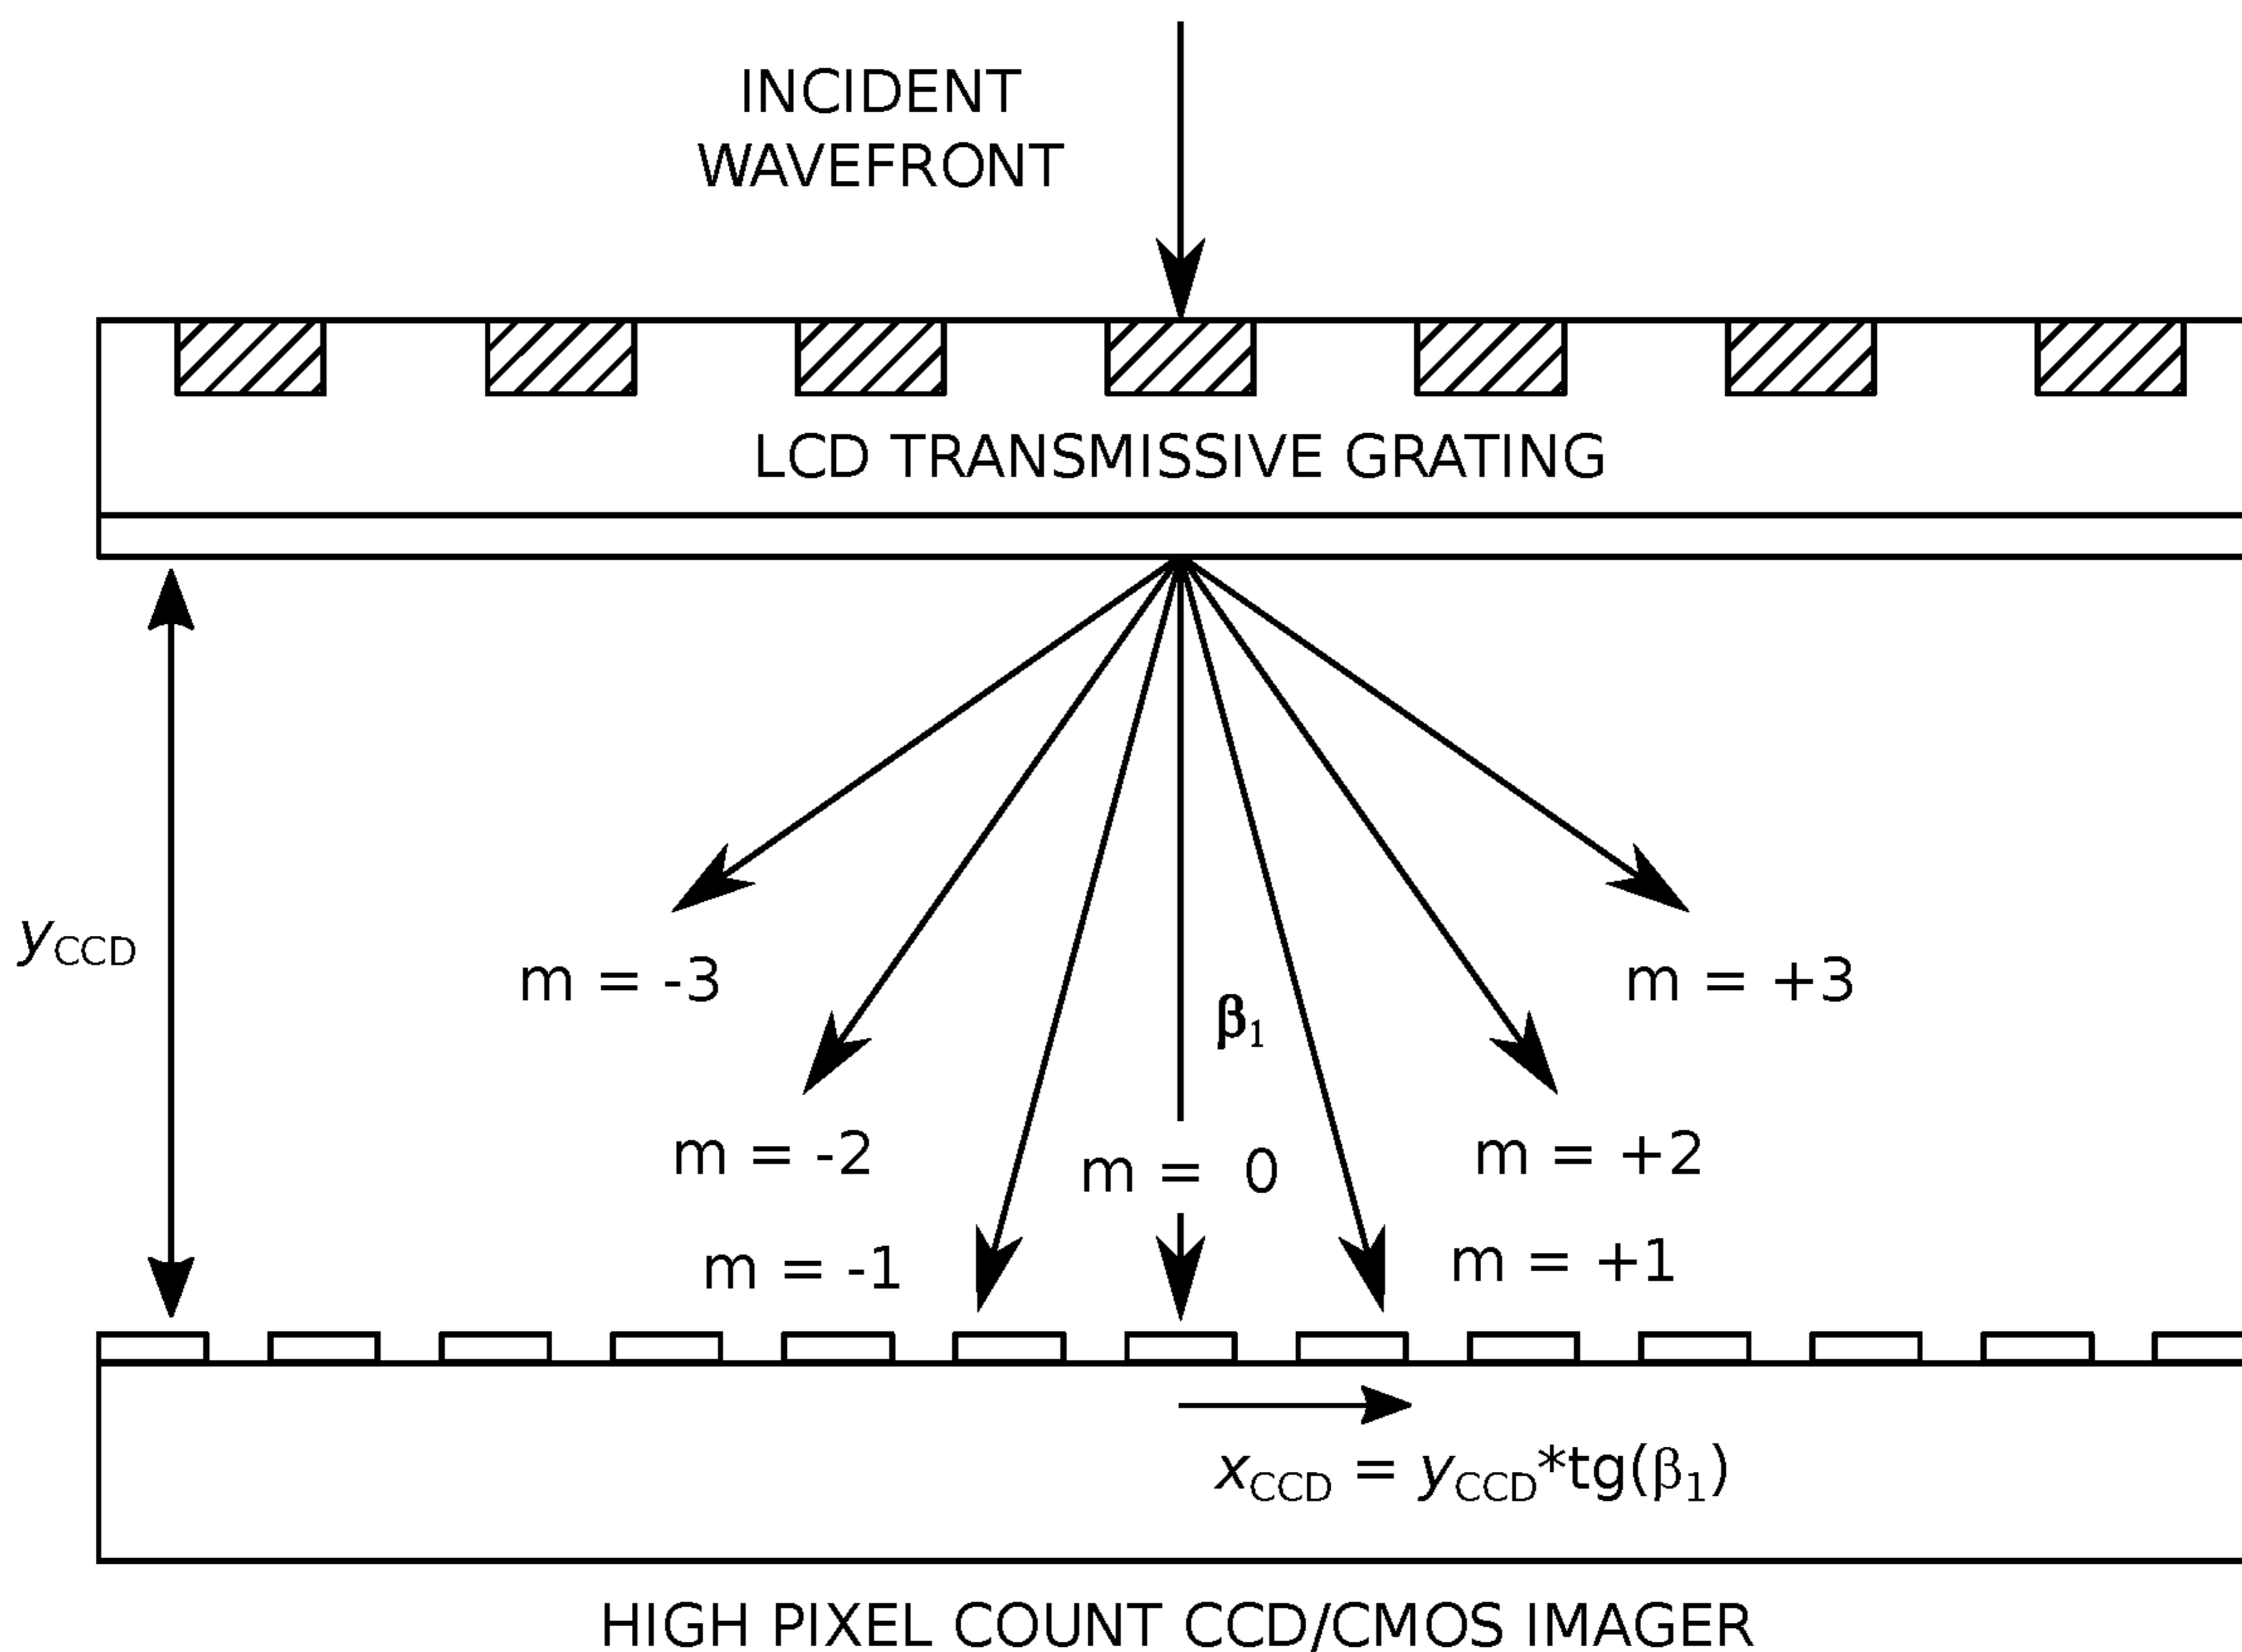 INCIDENT
WAVEFRONT
LCD TRANSMISSIVE GRATING
yCCD
m = -3
m = +3
β1
m = -2
m = 0
m = +2
m = -1
m = +1
xCCD = yCCD*tg(β1)
HIGH PIXEL COUNT CCD/CMOS IMAGER